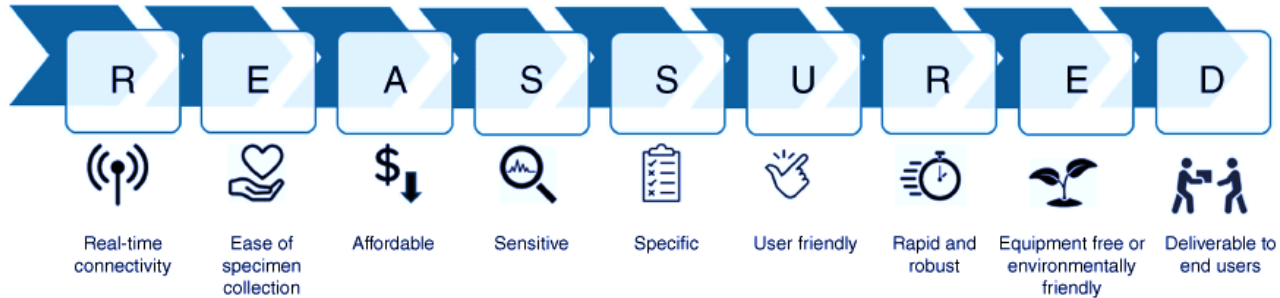 R E A S S U R E D
Real-time
connectivity
Ease of
specimen
collection
Affordable
Sensitive
Specific
User friendly
Rapid and
robust
Equipment free or
environmentally
friendly
Deliverable to
end users